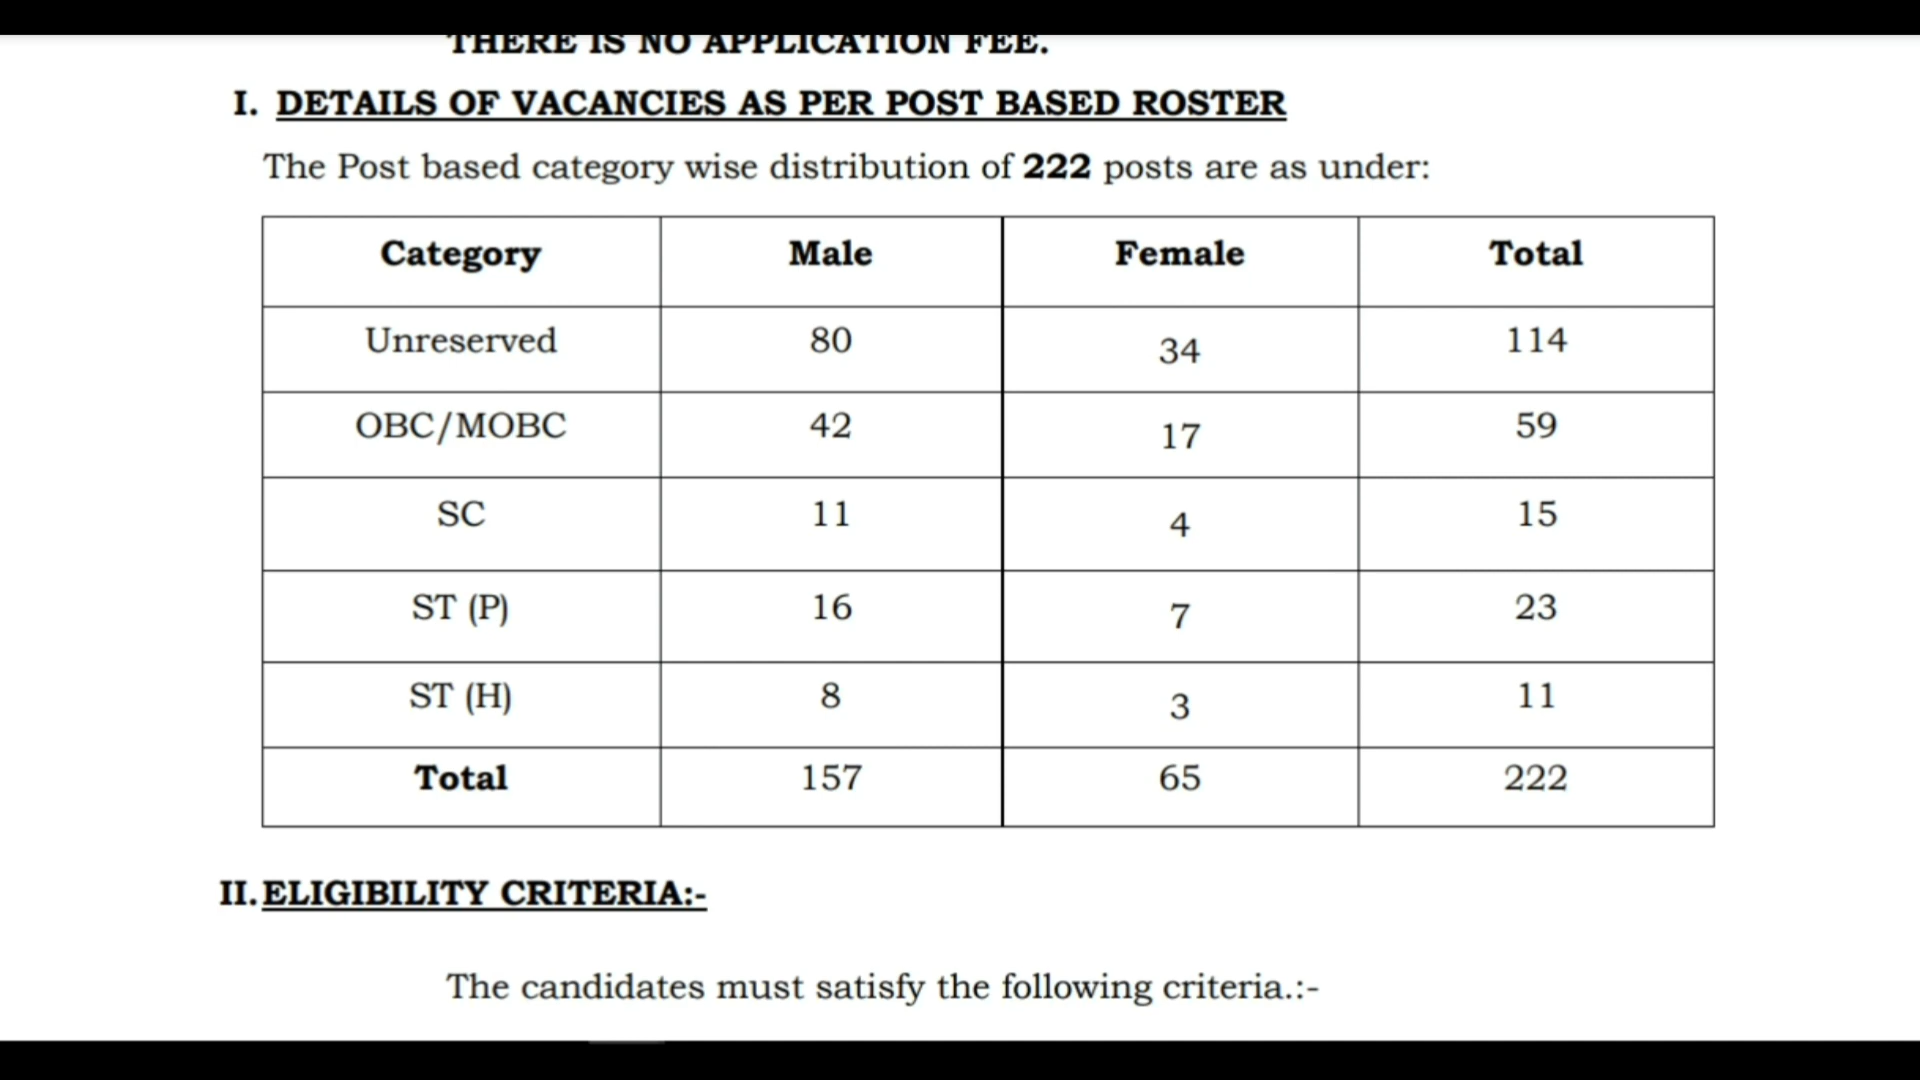 THERE IS NO APPLICATION FEE.
I. DETAILS OF VACANCIES AS PER POST BASED ROSTER
The Post based category wise distribution of 222 posts are as under:
Category Male Female Total
Unreserved 80 34 114
OBC/MOBC 42 17 59
SC 11 4 15
ST (P) 16 7 23
ST (H) 8 3 11
Total 157 65 222
II. ELIGIBILITY CRITERIA:-
The candidates must satisfy the following criteria.:-